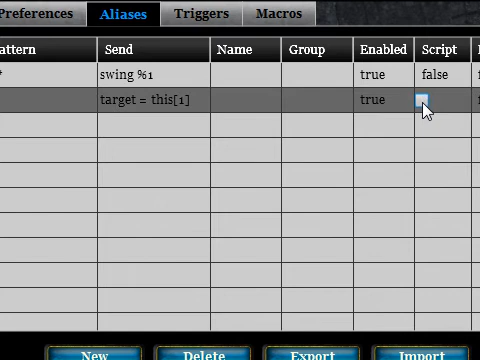 Preferences Aliases Triggers Macros
attern Send Name Group Enabled Script
* swing %1 true false
target = this[1] true
New Delete Export Import